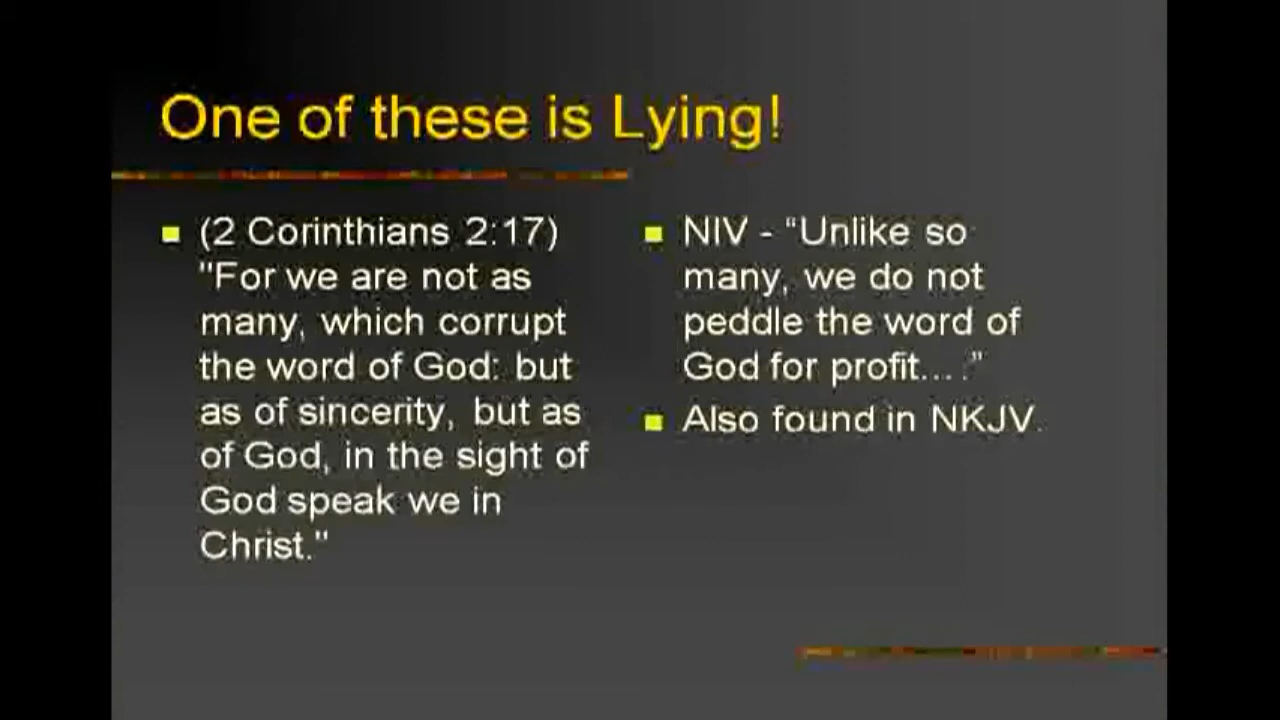 One of these is Lying!
(2 Corinthians 2:17)
"For we are not as
many, which corrupt
the word of God: but
as of sincerity, but as
of God, in the sight of
God speak we in
Christ."
NIV - “Unlike so
many, we do not
peddle the word of
God for profit... .”
Also found in NKJV.